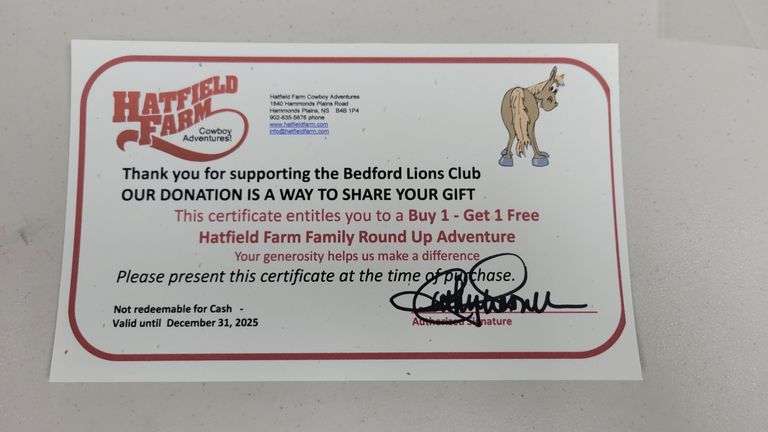 HATFIELD
FARM
Cowboy
Adventures!
Hatfield Farm Cowboy Adventures
1840 Hammonds Plains Road
Hammonds Plains, NS B4B 1P4
902-835-5676 phone
www.hatfieldfarm.com
info@hatfieldfarm.com
Thank you for supporting the Bedford Lions Club
OUR DONATION IS A WAY TO SHARE YOUR GIFT
This certificate entitles you to a Buy 1 - Get 1 Free
Hatfield Farm Family Round Up Adventure
Your generosity helps us make a difference
Please present this certificate at the time of purchase.
Not redeemable for Cash -
Valid until December 31, 2025
Authorized Signature